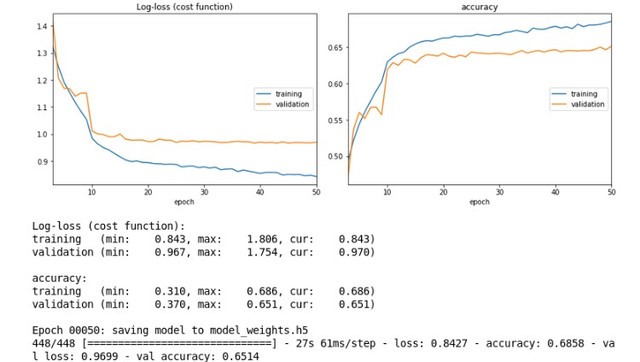 Log-loss (cost function)
accuracy
1.4
1.3
1.2
1.1
1.0
0.9
training
validation
10
20
30
40
50
epoch
0.65
0.60
0.55
0.50
training
validation
10
20
30
40
50
epoch
Log-loss (cost function):
training (min: 0.843, max: 1.806, cur: 0.843)
validation (min: 0.967, max: 1.754, cur: 0.970)
accuracy:
training (min: 0.310, max: 0.686, cur: 0.686)
validation (min: 0.370, max: 0.651, cur: 0.651)
Epoch 00050: saving model to model_weights.h5
448/448 [==============================] - 27s 61ms/step - loss: 0.8427 - accuracy: 0.6858 - va
l loss: 0.9699 - val accuracy: 0.6514